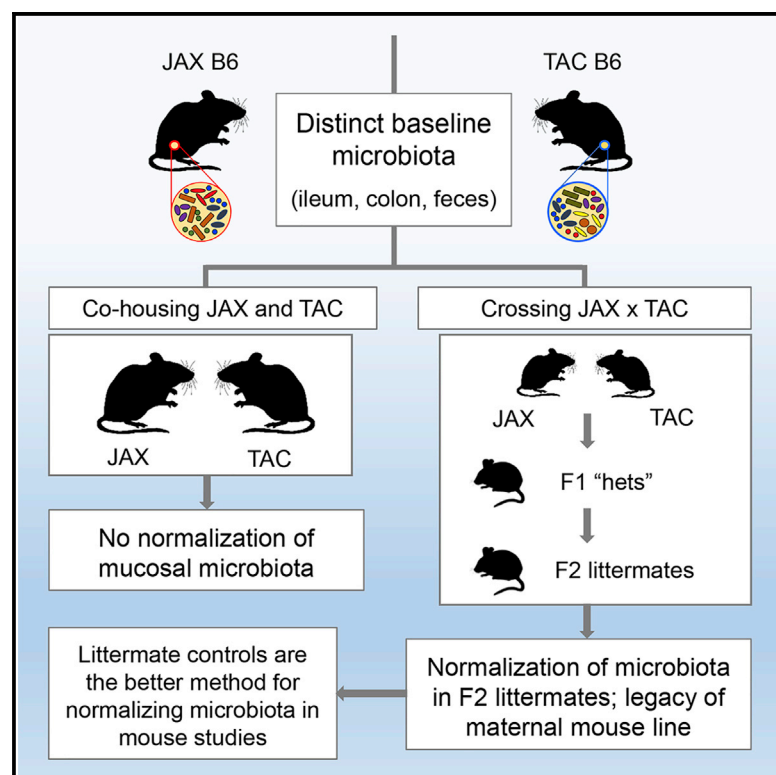 JAX B6
TAC B6
Distinct baseline
microbiota
(ileum, colon, feces)
Co-housing JAX and TAC
JAX
TAC
No normalization of
mucosal microbiota
Crossing JAX x TAC
JAX
TAC
F1 “hets”
F2 littermates
Normalization of microbiota
in F2 littermates; legacy of
maternal mouse line
Littermate controls are
the better method for
normalizing microbiota in
mouse studies